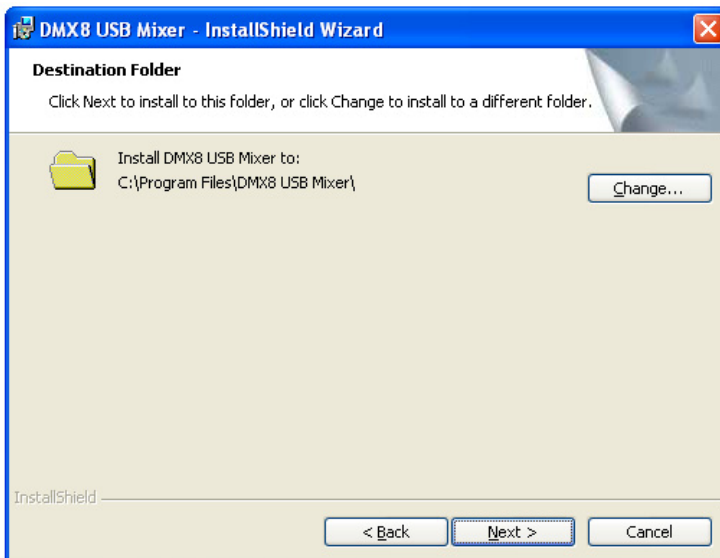 DMX8 USB Mixer - InstallShield Wizard
Destination Folder
Click Next to install to this folder, or click Change to install to a different folder.
Install DMX8 USB Mixer to:
C:\Program Files\DMX8 USB Mixer\
Change...
InstallShield
< Back
Next >
Cancel